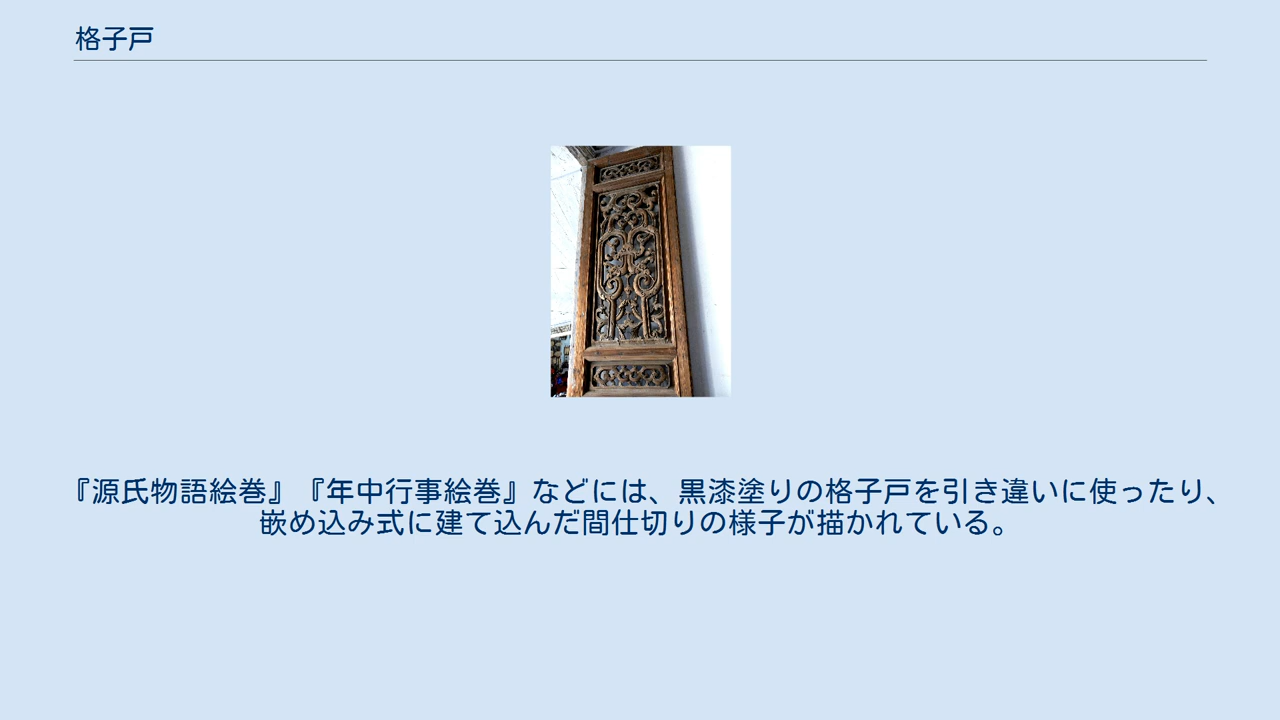 格子戸
『源氏物語絵巻』『年中行事絵巻』などには、黒漆塗りの格子戸を引き違いに使ったり、
嵌め込み式に建て込んだ間仕切りの様子が描かれている。